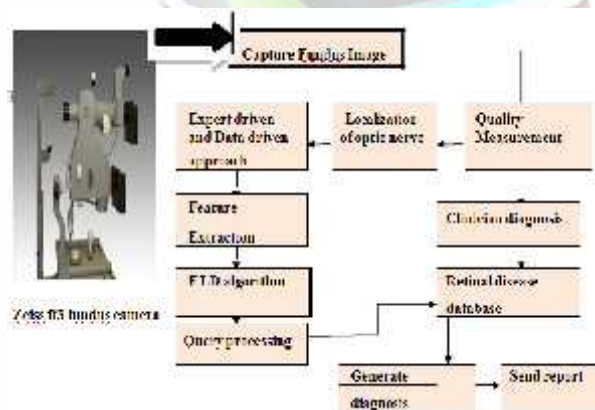 Capture Fundus Image
Expert driven
and Data driven
approach
Localization
of optic nerve
Quality
Measurement
Feature
Extraction
Clinician diagnosis
algorithm
Retinal disease
database
Zeiss fundus camera
Query processing
Generate
diagnosis
Send report